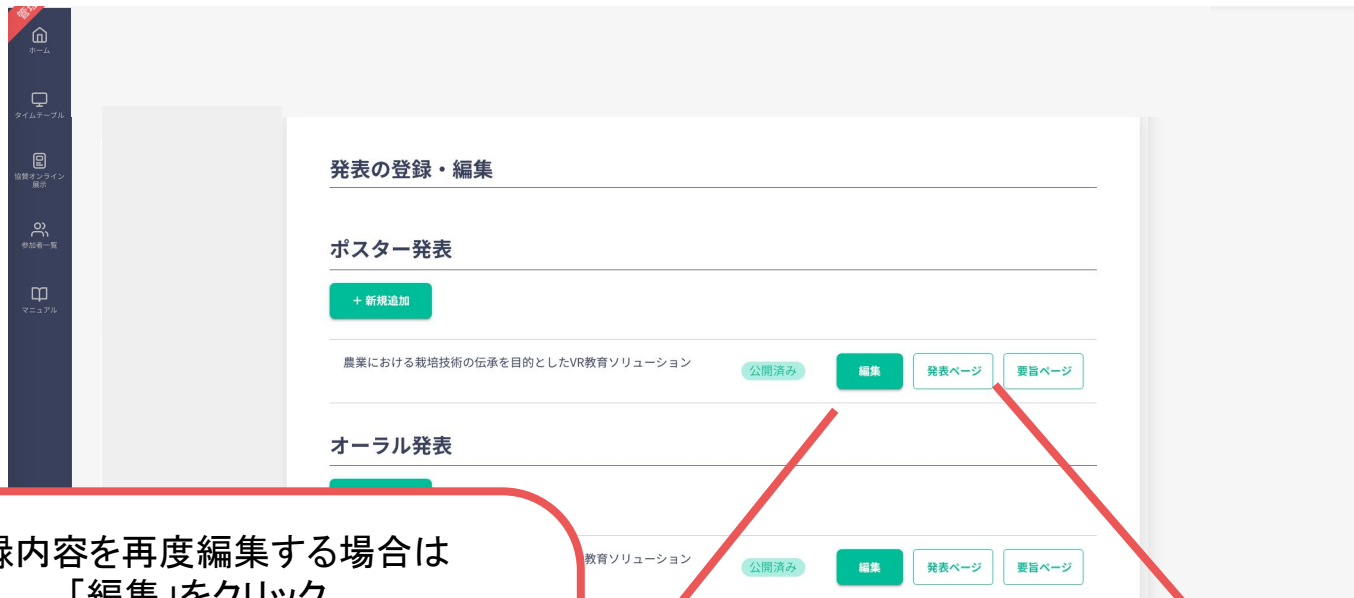 ホーム
タイムテーブル
協賛オンライン
展示
参加者一覧
マニュアル
発表の登録・編集
ポスター発表
+ 新規追加
農業における栽培技術の伝承を目的としたVR教育ソリューション
公開済み
編集
発表ページ
要旨ページ
オーラル発表
教育ソリューション
公開済み
編集
発表ページ
要旨ページ
録内容を再度編集する場合は
「編集」をクリック